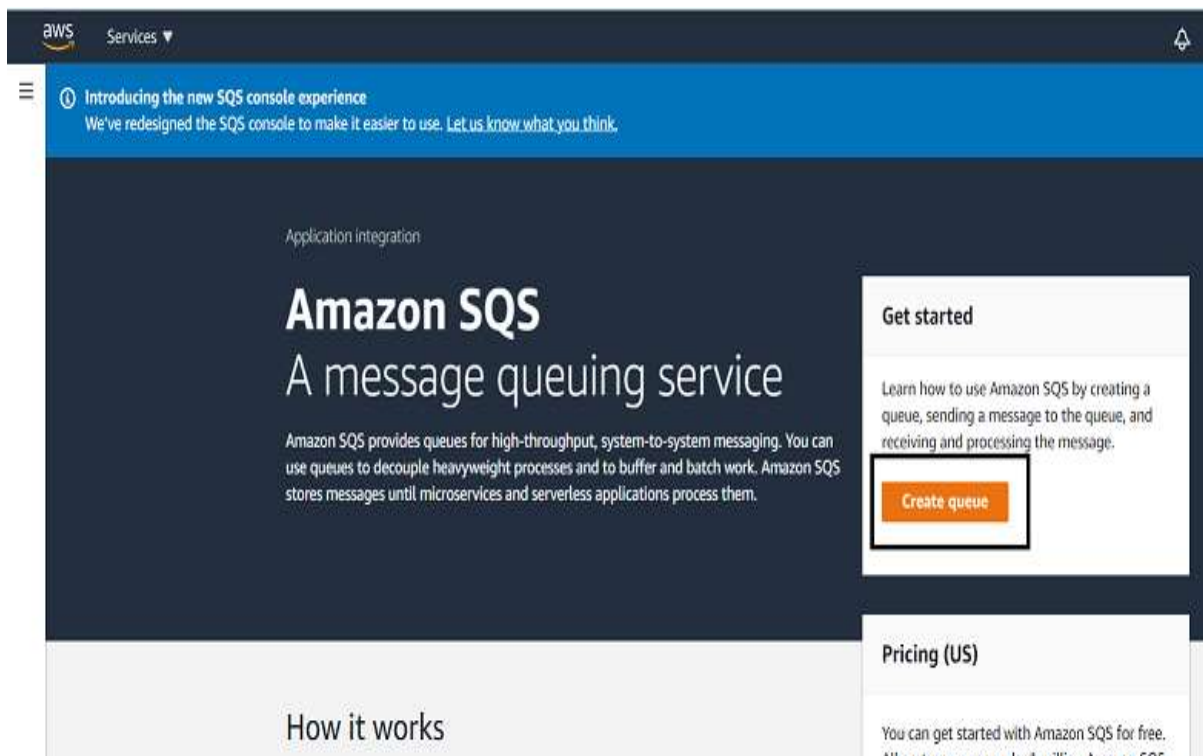 aws
Services ▼
Introducing the new SQS console experience
We've redesigned the SQS console to make it easier to use. Let us know what you think.
Application integration
Amazon SQS
A message queuing service
Amazon SQS provides queues for high-throughput, system-to-system messaging. You can
use queues to decouple heavyweight processes and to buffer and batch work. Amazon SQS
stores messages until microservices and serverless applications process them.
Get started
Learn how to use Amazon SQS by creating a
queue, sending a message to the queue, and
receiving and processing the message.
Create queue
Pricing (US)
You can get started with Amazon SQS for free.
How it works